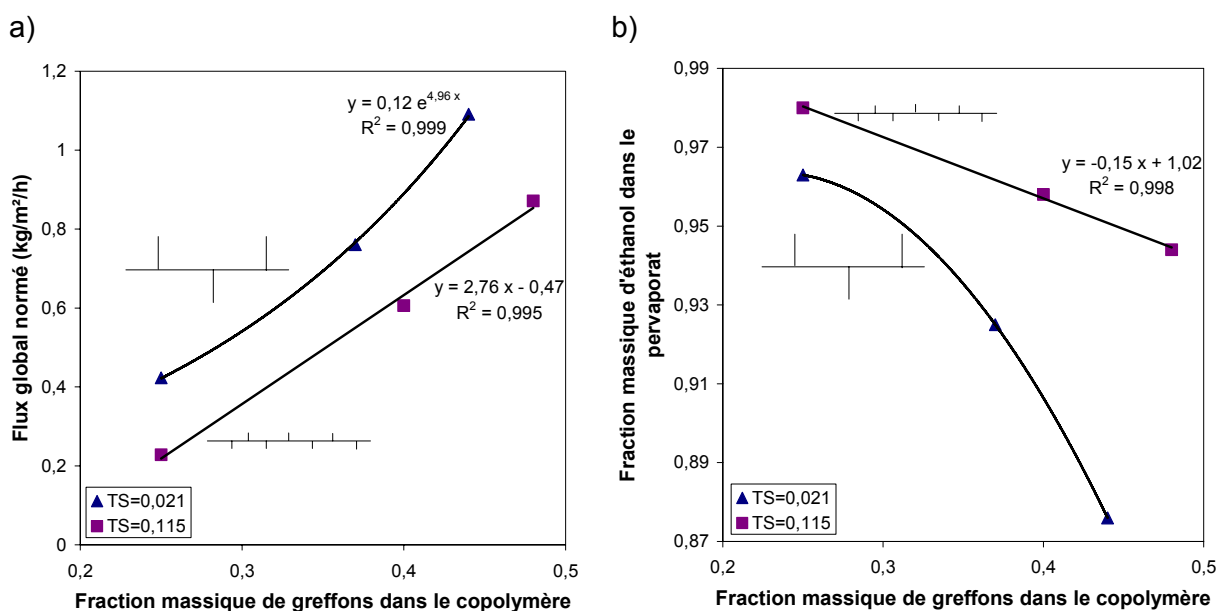 a)
Flux global normé (kg/m²/h)
1,2
1
0,8
0,6
0,4
0,2
0
y = 0,12 e^4,96 x
R² = 0,999
y = 2,76 x - 0,47
R² = 0,995
TS=0,021
TS=0,115
0,2 0,3 0,4 0,5
Fraction massique de greffons dans le copolymère
b)
Fraction massique d'éthanol dans le
pervaporat
0,99
0,97
0,95
0,93
0,91
0,89
0,87
y = -0,15 x + 1,02
R² = 0,998
TS=0,021
TS=0,115
0,2 0,3 0,4 0,5
Fraction massique de greffons dans le copolymère